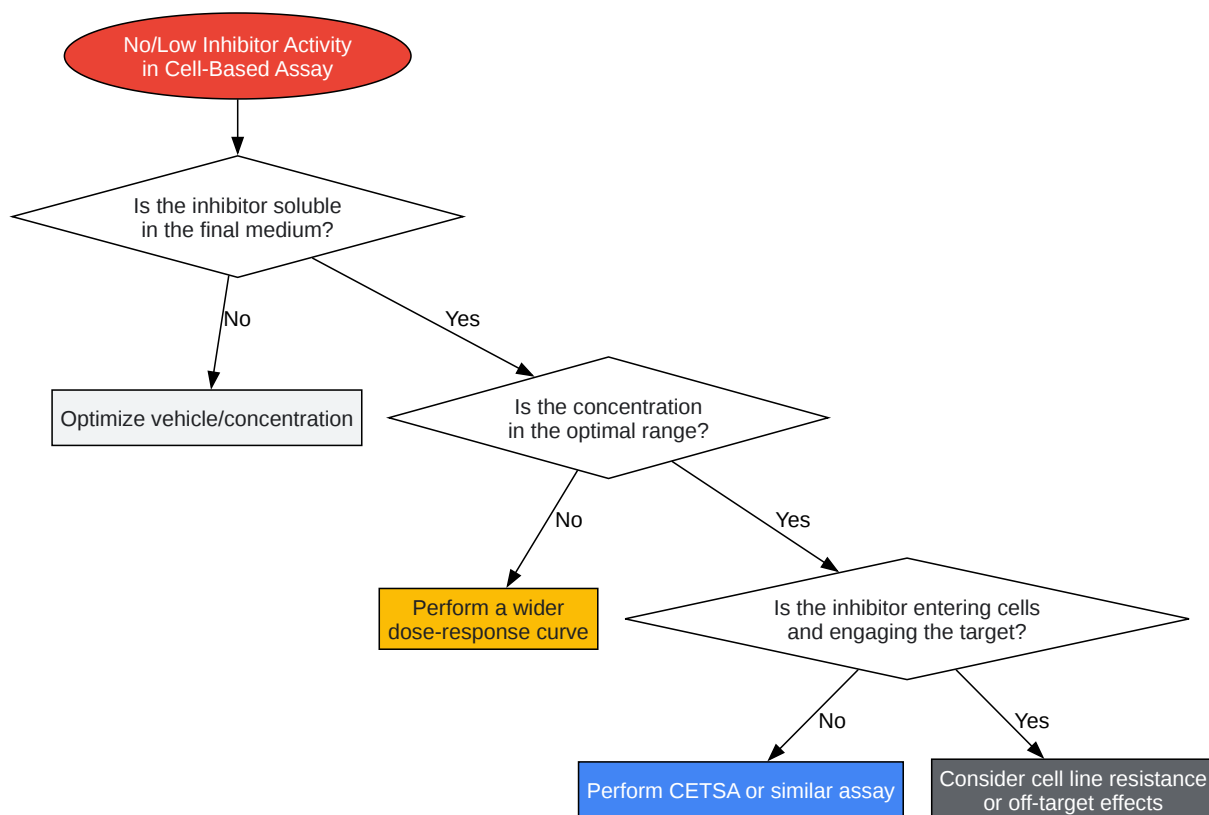 No/Low Inhibitor Activity
in Cell-Based Assay
Is the inhibitor soluble
in the final medium?
No
Yes
Optimize vehicle/concentration
Is the concentration
in the optimal range?
No
Yes
Perform a wider
dose-response curve
Is the inhibitor entering cells
and engaging the target?
No
Yes
Perform CETSA or similar assay
Consider cell line resistance
or off-target effects